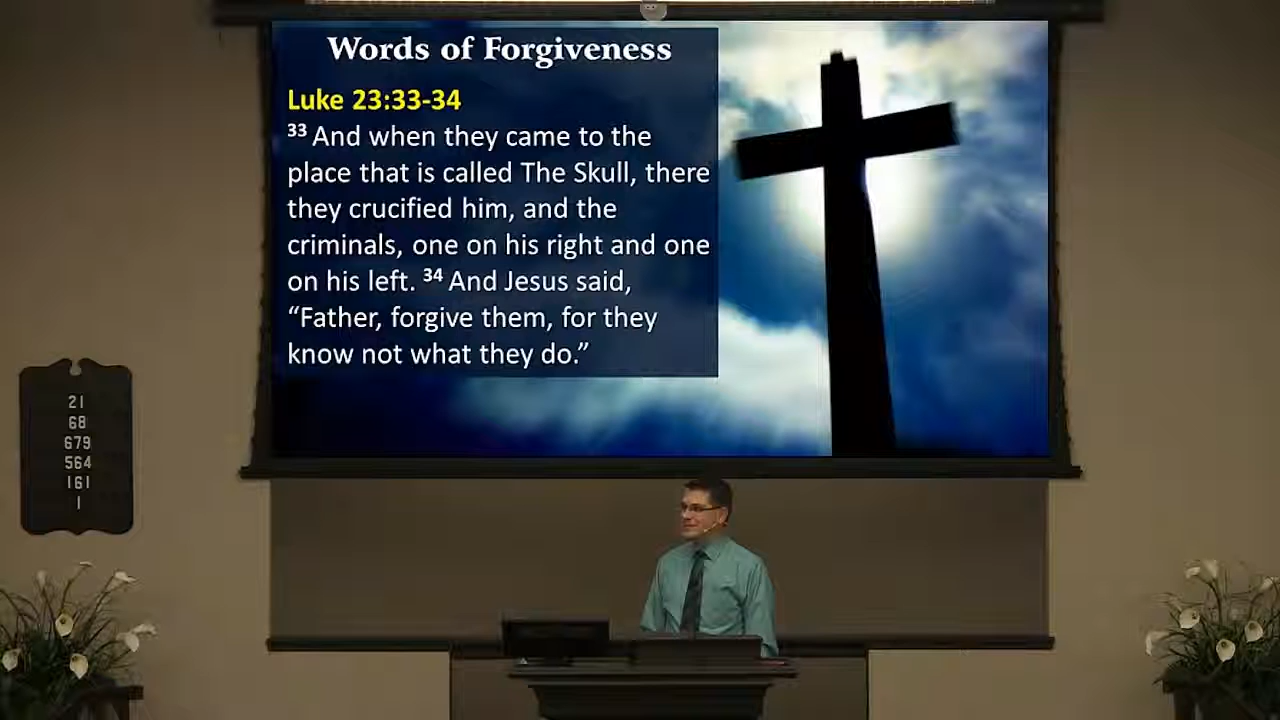 Words of Forgiveness
Luke 23:33-34
33 And when they came to the
place that is called The Skull, there
they crucified him, and the
criminals, one on his right and one
on his left. 34 And Jesus said,
“Father, forgive them, for they
know not what they do.”
21
68
679
564
161
1